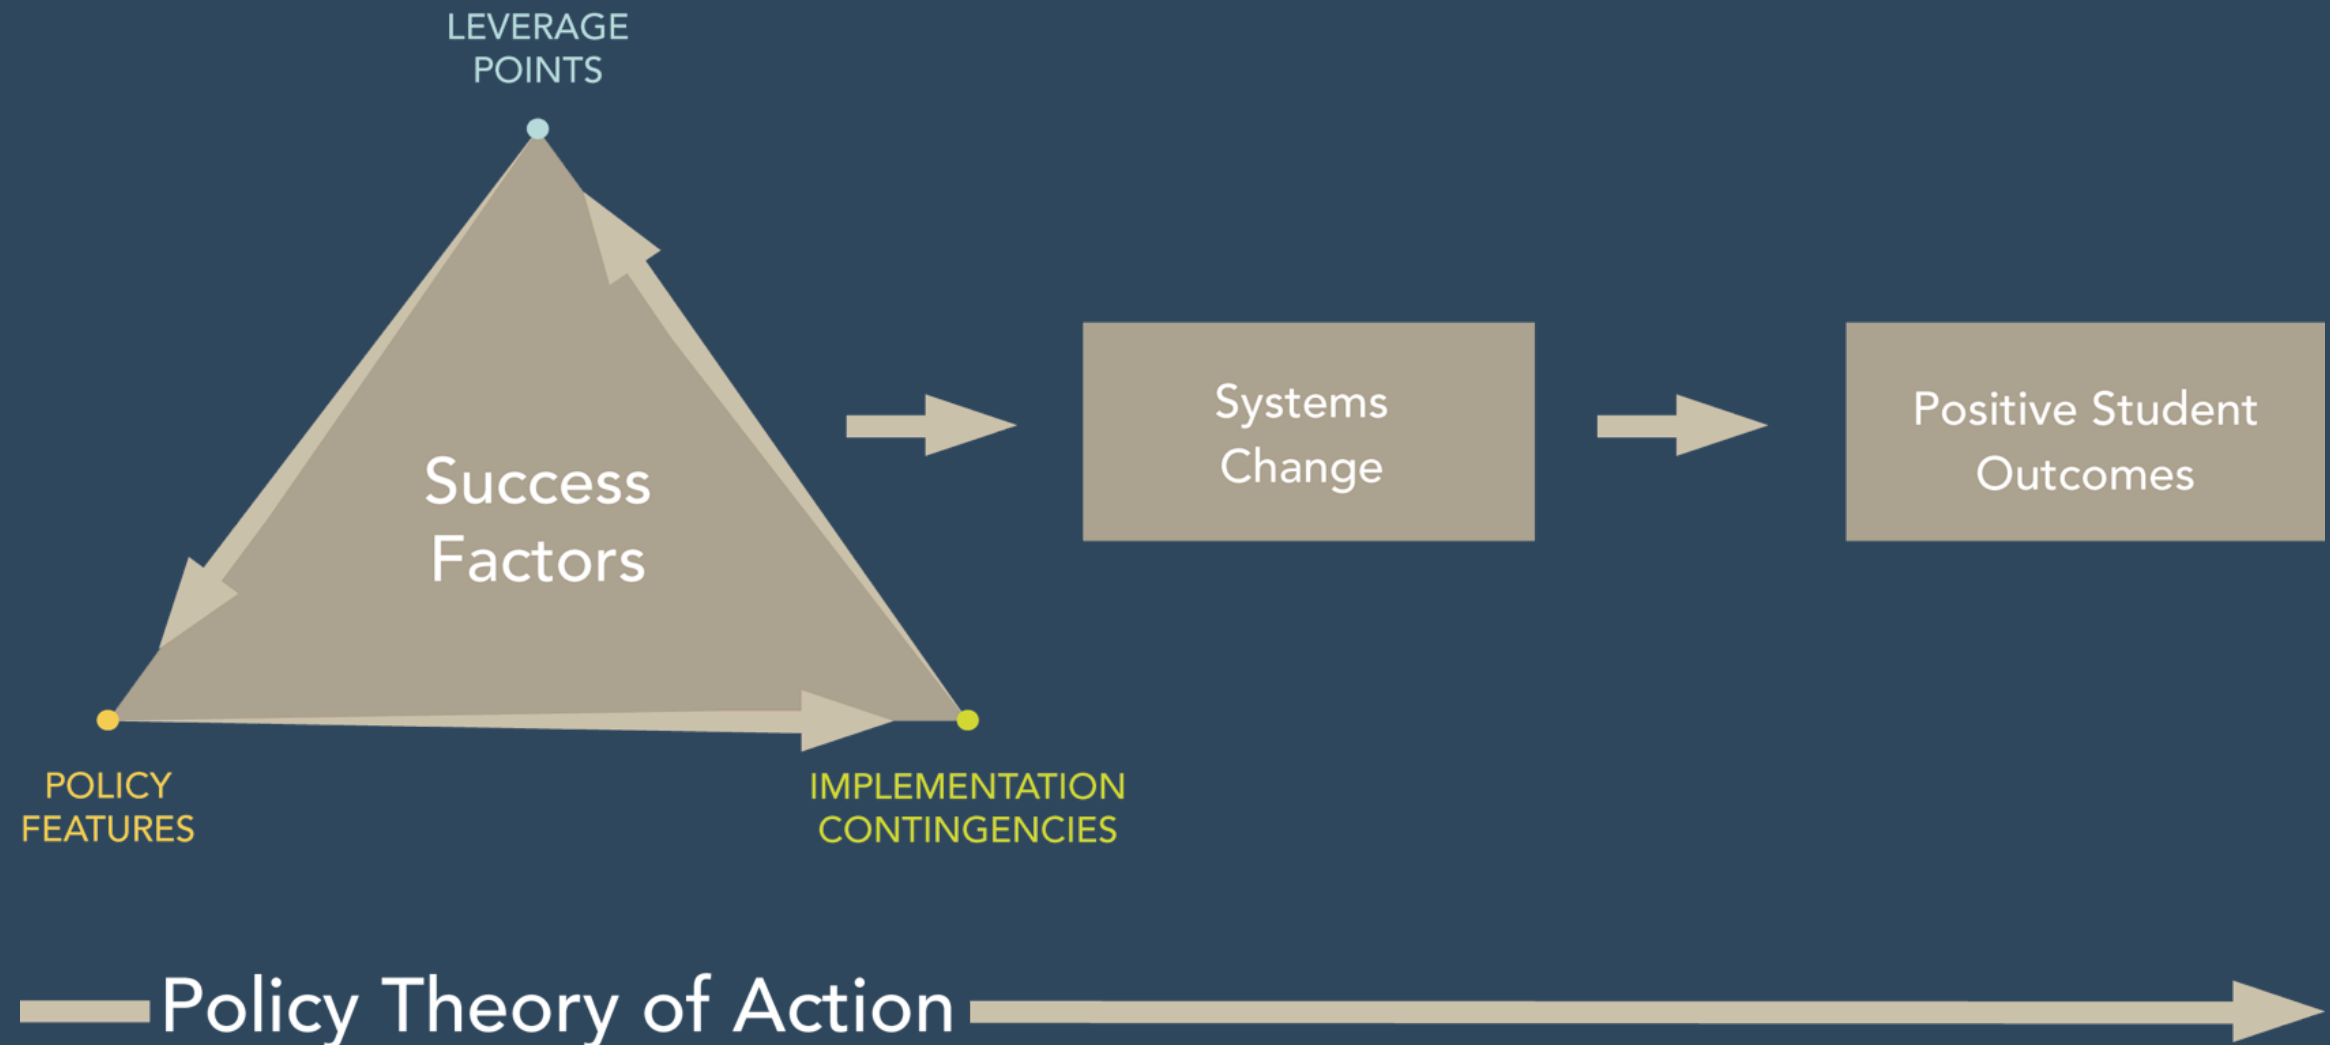 LEVERAGE
POINTS
Success
Factors
POLICY
FEATURES
IMPLEMENTATION
CONTINGENCIES
Systems
Change
Positive Student
Outcomes
Policy Theory of Action